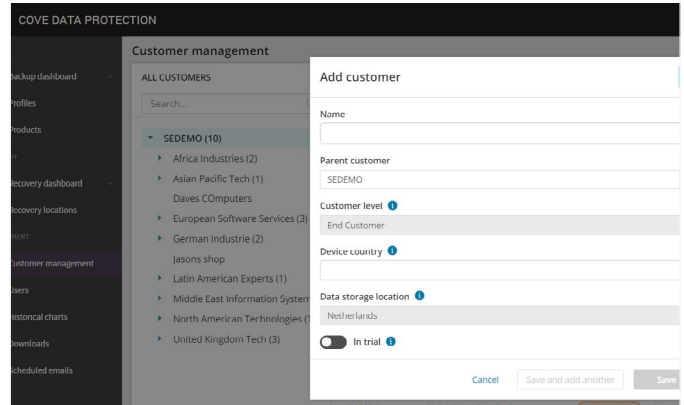 COVE DATA PROTECTION
Customer management
Backup dashboard
Profiles
Products
Recovery dashboard
Recovery locations
Customer management
Users
Historical charts
Downloads
Scheduled emails
ALL CUSTOMERS
Search...
SEDEMO (10)
Africa Industries (2)
Asian Pacific Tech (1)
Daves COmputers
European Software Services (3)
German Industrie (2)
Jasons shop
Latin American Experts (1)
Middle East Information System
North American Technologies (1
United Kingdom Tech (3)
Add customer
Name
Parent customer
SEDEMO
Customer level
End Customer
Device country
Data storage location
Netherlands
In trial
Cancel Save and add another Save